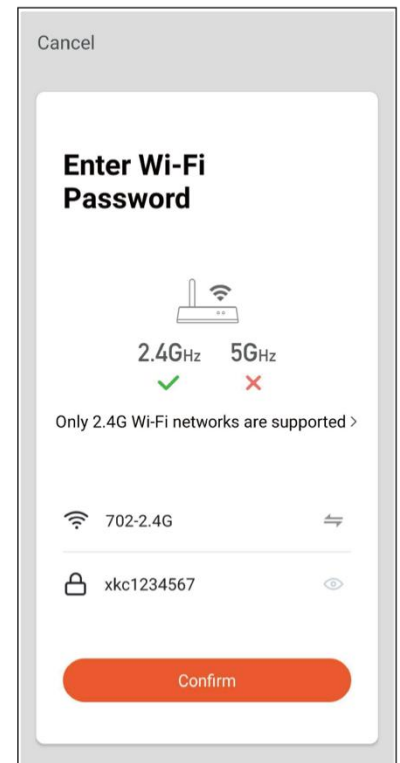 Cancel
Enter Wi-Fi
Password
2.4GHz 5GHz
Only 2.4G Wi-Fi networks are supported >
702-2.4G
xkc1234567
Confirm